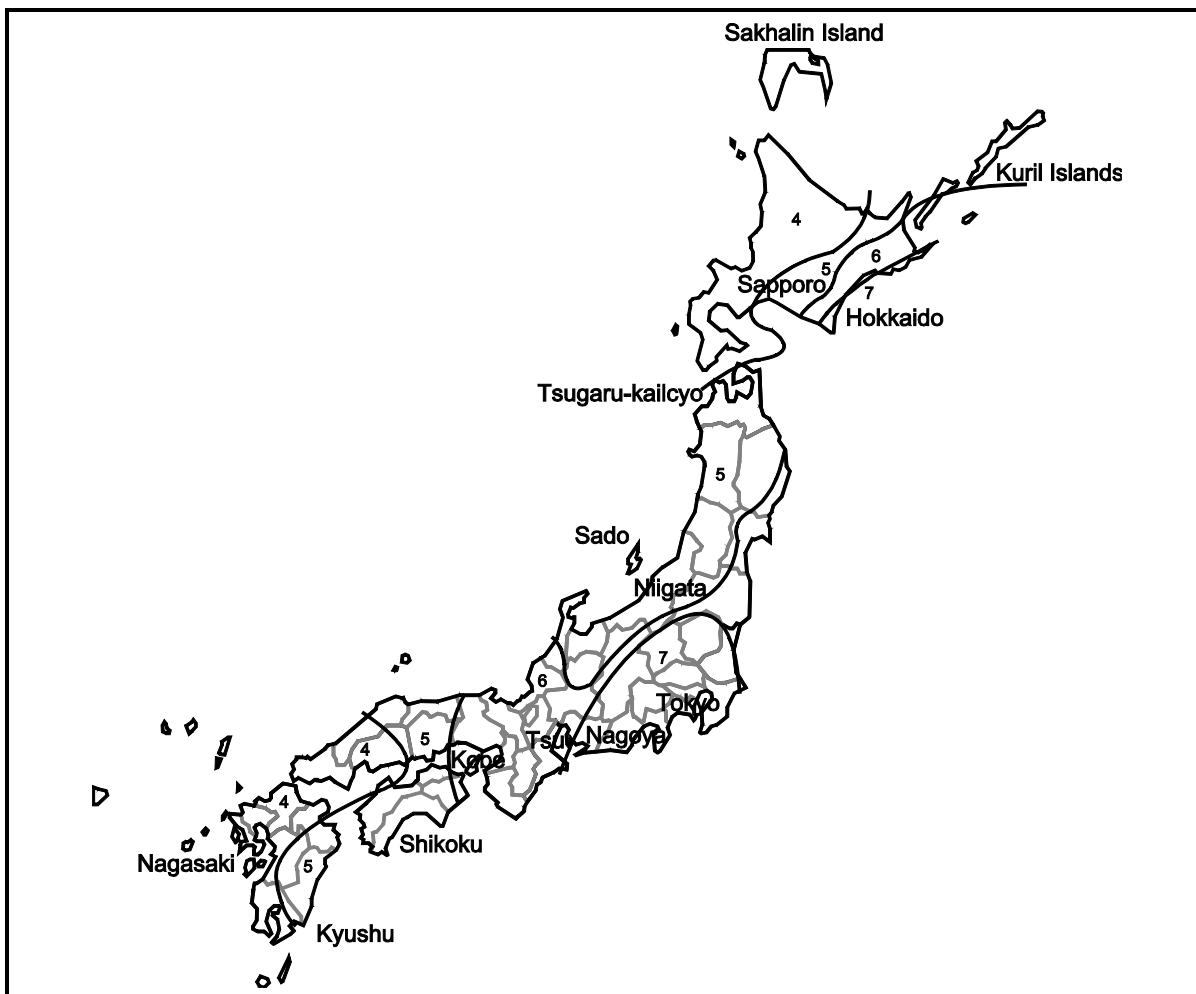 Sakhalin Island
Kuril Islands
4
6
5
Sapporo
7
Hokkaido
Tsugaru-kailcyo
5
Sado
Niigata
7
6
Tokyo
Nagoya
Tsu
5
4
Kobe
4
Shikoku
Nagasaki
5
Kyushu